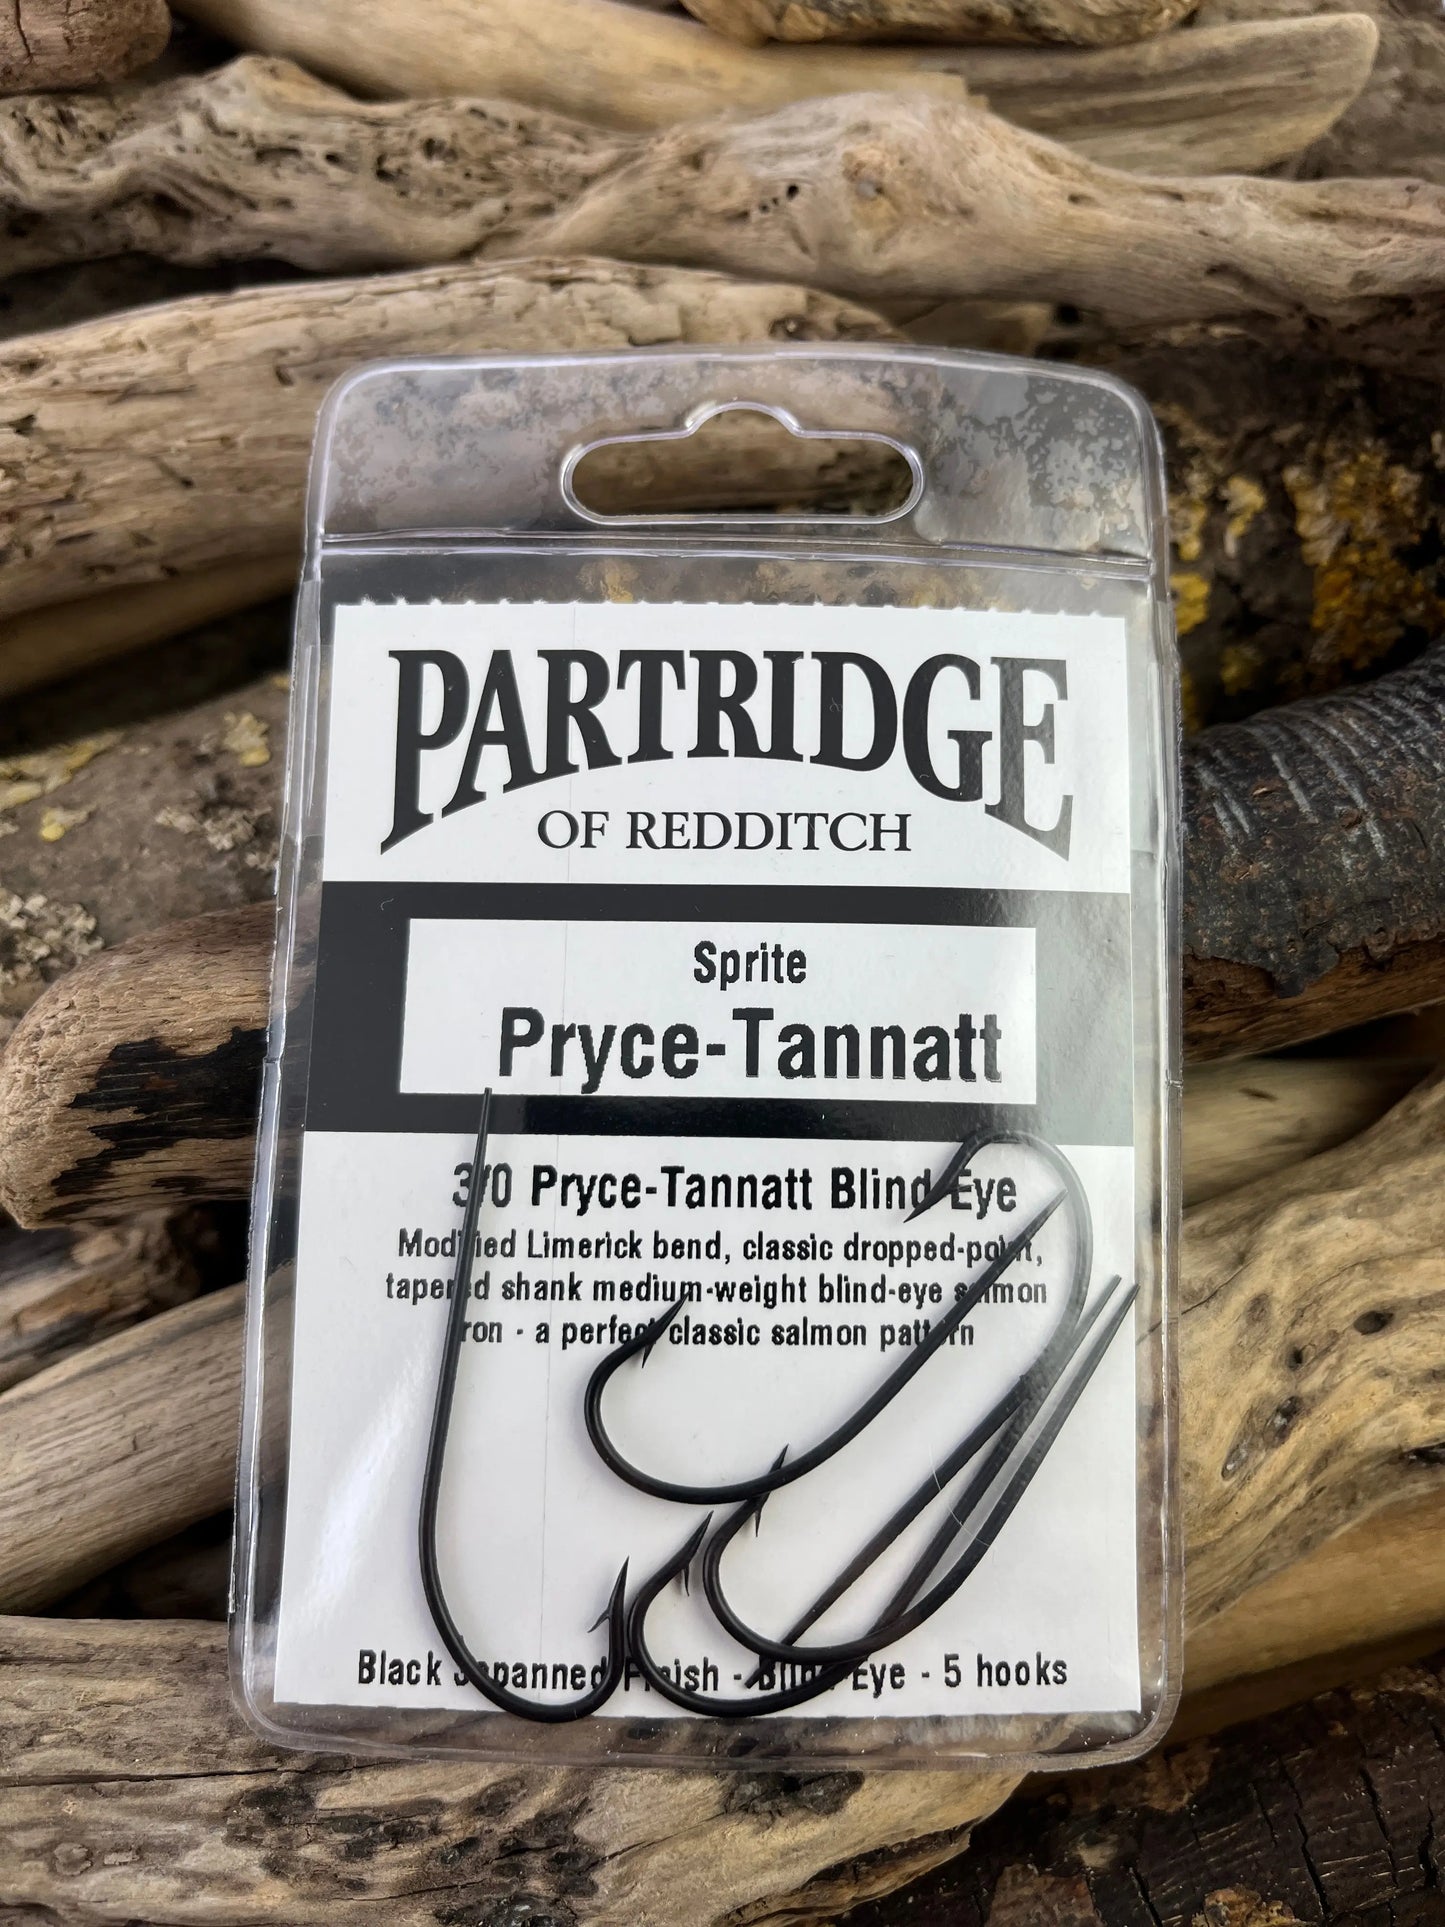 PARTRIDGE
OF REDDITCH
Sprite
Pryce-Tannatt
3/0 Pryce-Tannatt Blind-Eye
Modified Limerick bend, classic dropped-point,
tapered shank medium-weight blind-eye salmon
iron - a perfect classic salmon pattern
Black Japanned Finish - Blind-Eye - 5 hooks